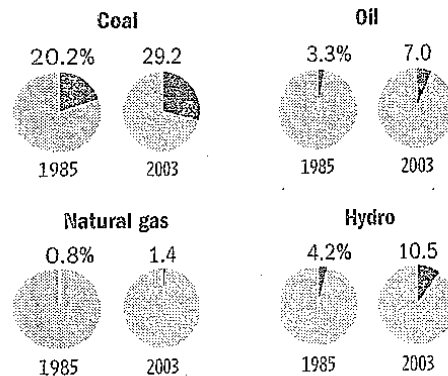 Coal
20.2% 29.2
1985 2003
Oil
3.3% 7.0
1985 2003
Natural gas
0.8% 1.4
1985 2003
Hydro
4.2% 10.5
1985 2003